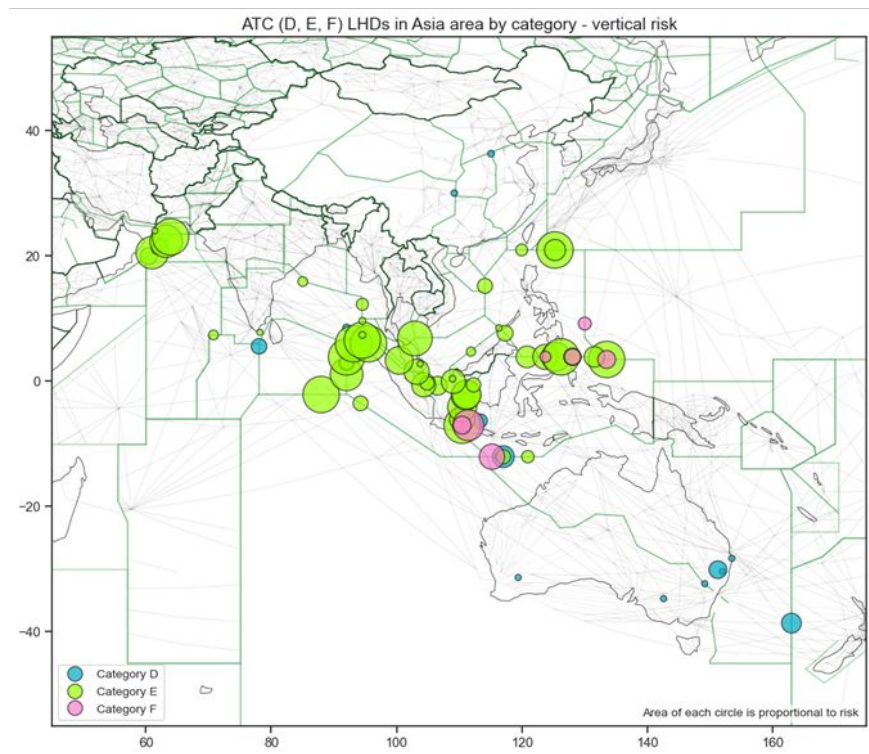 ATC (D, E, F) LHDs in Asia area by category - vertical risk
40
20
0
−20
−40
Category D
Category E
Category F
Area of each circle is proportional to risk
60 80 100 120 140 160